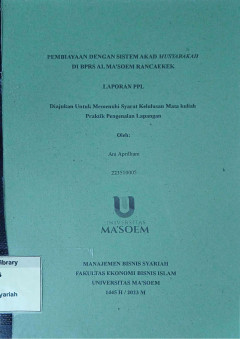 PEMBIAYAAN DENGAN SISTEM AKAD MUSYARAKAH
DI BPRS AL MA'SOEM RANCAEKEK
LAPORAN PPL
Diajukan Untuk Memenuhi Syarat Kelulusan Mata kuliah
Praktik Pengenalan Lapangan
Oleh:
UNIVERSITAS
MA'SOEM
library
yariah
MANAJEMEN BISNIS SYARIAH
FAKULTAS EKONOMI BISNIS ISLAM
UNIVERSITAS MA'SOEM